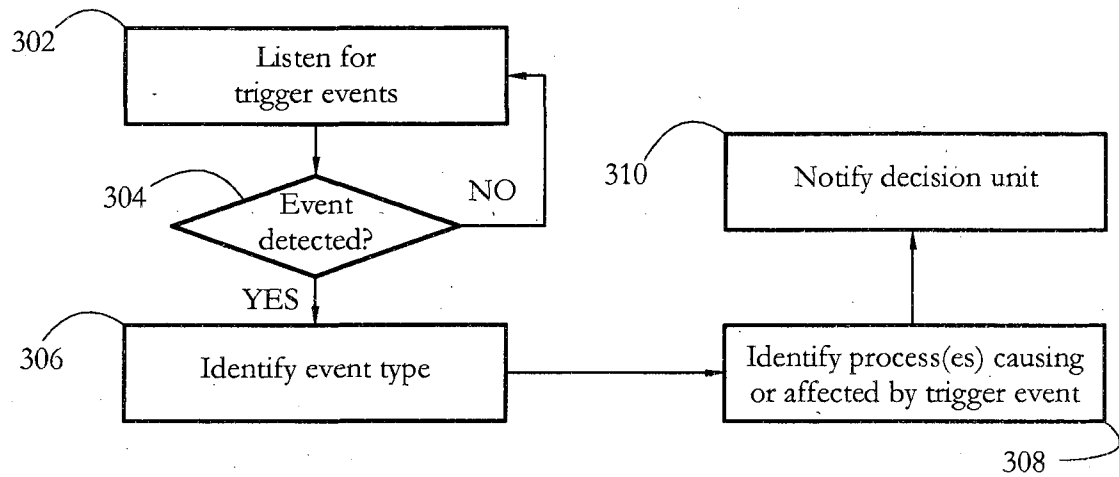 302
Listen for
trigger events
304
Event
detected?
NO
YES
306
Identify event type
310
Notify decision unit
Identify process(es) causing
or affected by trigger event
308